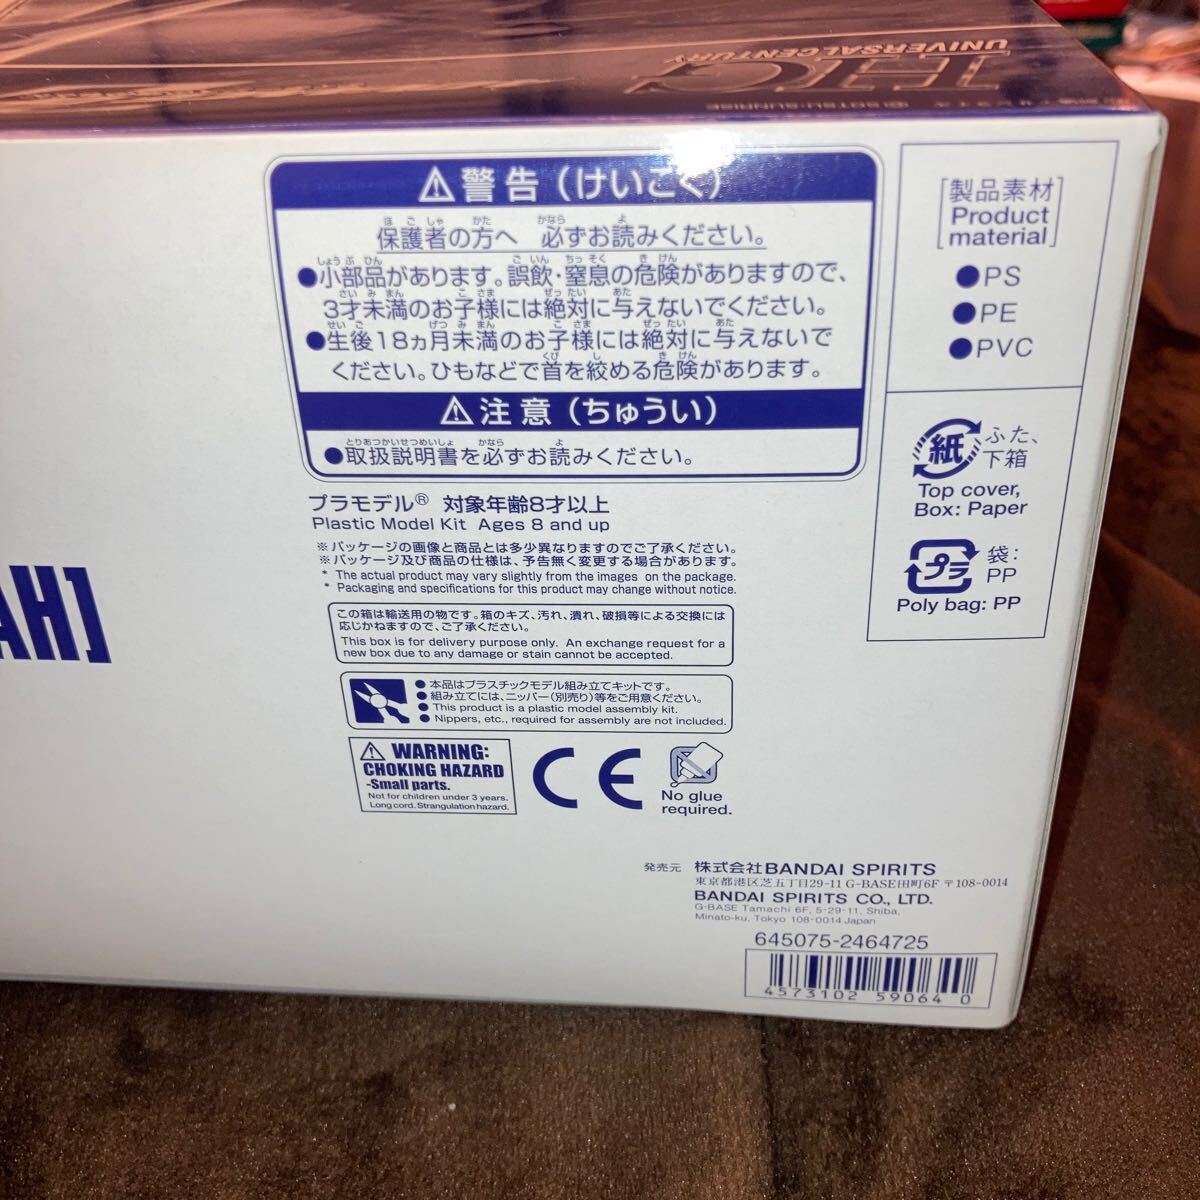 HG
UNIVERSAL CENTURY
©SOTSU・SUNRISE
AH]
⚠警告（けいこく）
保護者の方へ 必ずお読みください。
●小部品があります。誤飲・窒息の危険がありますので、
3才未満のお子様には絶対に与えないでください。
●生後18ヵ月未満のお子様には絶対に与えないで
ください。ひもなどで首を絞める危険があります。
⚠注意（ちゅうい）
●取扱説明書を必ずお読みください。
プラモデル® 対象年齢8才以上
Plastic Model Kit Ages 8 and up
※パッケージの画像と商品とは多少異なりますのでご了承ください。
※パッケージ及び商品の仕様は、予告無く変更する場合があります。
* The actual product may vary slightly from the images on the package.
* Packaging and specifications for this product may change without notice.
この箱は輸送用の物です。箱のキズ、汚れ、潰れ、破損等による交換には
応じかねますので、ご了承ください。
This box is for delivery purpose only. An exchange request for a
new box due to any damage or stain cannot be accepted.
●本品はプラスチックモデル組み立てキットです。
●組み立てには、ニッパー（別売り）等をご用意ください。
●This product is a plastic model assembly kit.
●Nippers, etc., required for assembly are not included.
⚠WARNING:
CHOKING HAZARD
-Small parts.
Not for children under 3 years.
Long cord. Strangulation hazard.
CE
No glue
required.
[製品素材
Product
material]
●PS
●PE
●PVC
紙
ふた、
下箱
Top cover,
Box: Paper
プラ
袋：
PP
Poly bag: PP
発売元 株式会社BANDAI SPIRITS
東京都港区芝五丁目29-11 G-BASE田町6F 〒108-0014
BANDAI SPIRITS CO., LTD.
G-BASE Tamachi 6F, 5-29-11, Shiba,
Minato-ku, Tokyo 108-0014 Japan
645075-2464725
4573102 59064 0